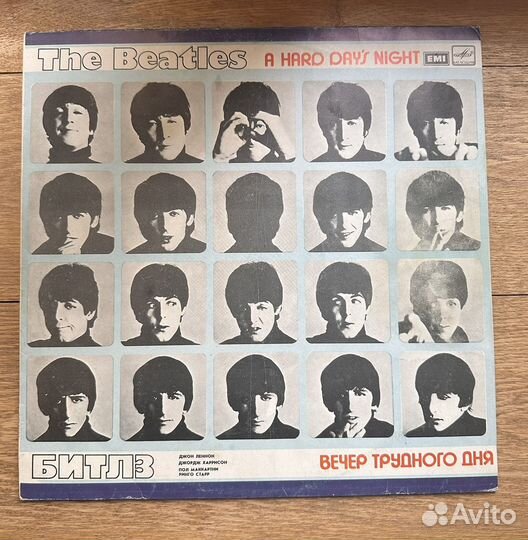 The Beatles A HARD DAY'S NIGHT EMI
БИТЛЗ
ДЖОН ЛЕННОН
ДЖОРДЖ ХАРРИСОН
ПОЛ МАККАРТНИ
РИНГО СТАРР
ВЕЧЕР ТРУДНОГО ДНЯ
Avito